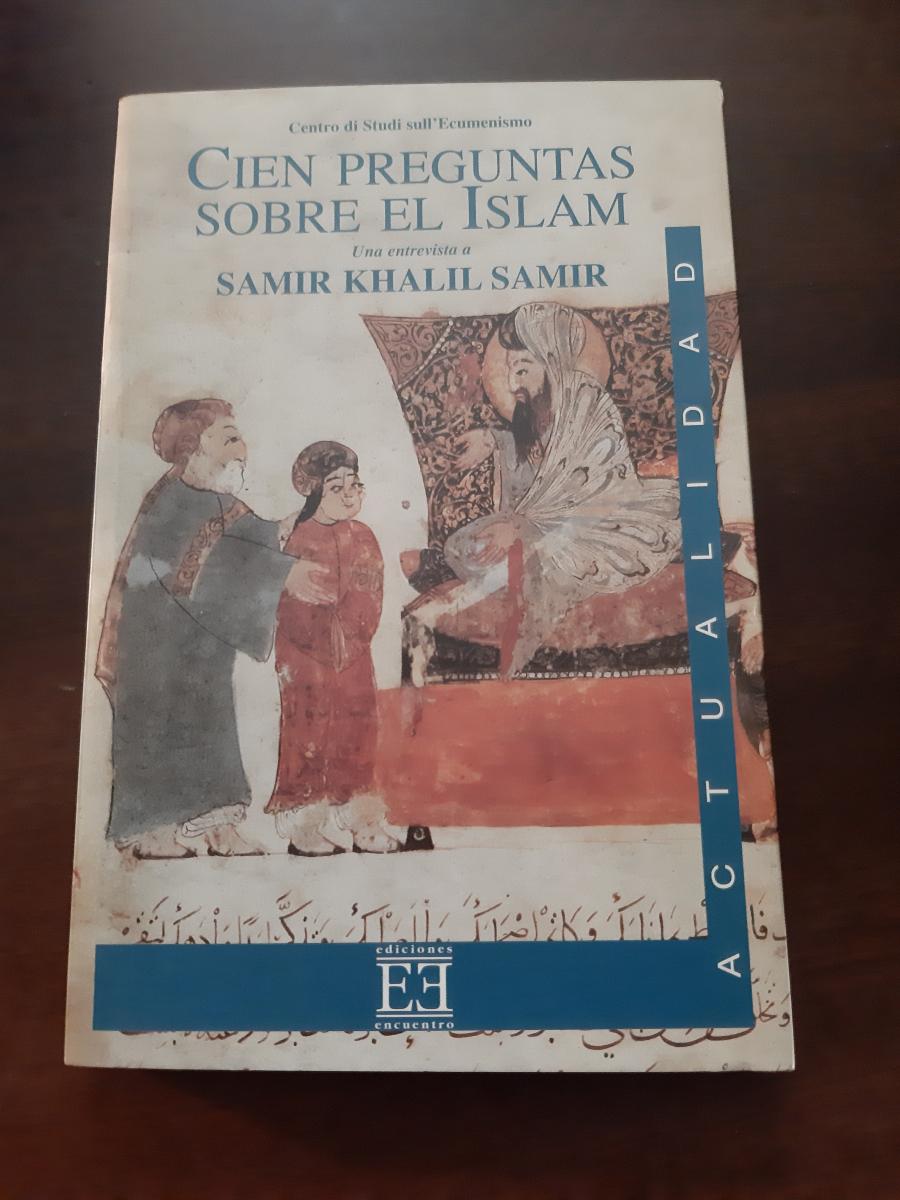 Centro di Studi sull'Ecumenismo
CIEN PREGUNTAS
SOBRE EL ISLAM
Una entrevista a
SAMIR KHALIL SAMIR
ACTUALIDAD
ediciones
EE
encuentro